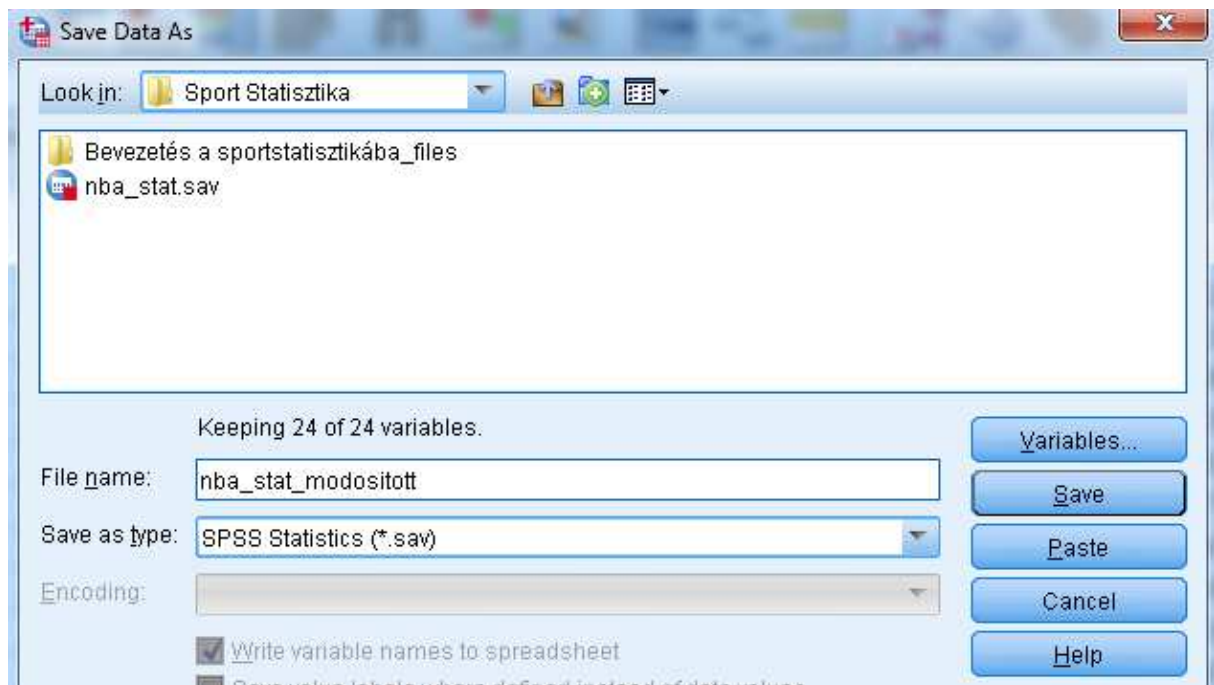 Save Data As
Look in: Sport Statisztika
Bevezetés a sportstatisztikába_files
nba_stat.sav
Keeping 24 of 24 variables.
Variables...
File name: nba_stat_modositott
Save
Save as type: SPSS Statistics (*.sav)
Paste
Encoding:
Cancel
Write variable names to spreadsheet
Help